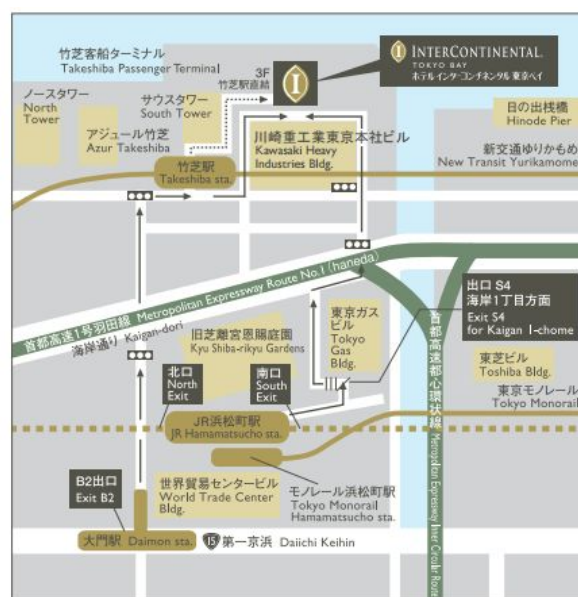 竹芝客船ターミナル
Takeshiba Passenger Terminal
3F
竹芝駅直結
INTERCONTINENTAL.
TOKYO BAY
ホテル インターコンチネンタル 東京ベイ
ノースタワー
North
Tower
サウスタワー
South Tower
アジュール竹芝
Azur Takeshiba
川崎重工業東京本社ビル
Kawasaki Heavy
Industries Bldg.
日の出桟橋
Hinode Pier
竹芝駅
Takeshiba sta.
新交通ゆりかもめ
New Transit Yurikamome
首都高速1号羽田線 Metropolitan Expressway Route No.1 (haneda)
海岸通り Kaigan-dori
旧芝離宮恩賜庭園
Kyu Shiba-rikyu Gardens
東京ガス
ビル
Tokyo
Gas
Bldg.
出口 S4
海岸1丁目方面
Exit S4
for Kaigan 1-chome
首都高速都心環状線 Metropolitan Expressway Inner Circular Route
東芝ビル
Toshiba Bldg.
東京モノレール
Tokyo Monorail
北口
North
Exit
南口
South
Exit
JR浜松町駅
JR Hamamatsucho sta.
B2出口
Exit B2
世界貿易センタービル
World Trade Center
Bldg.
モノレール浜松町駅
Tokyo Monorail
Hamamatsucho sta.
大門駅 Daimon sta.
15 第一京浜 Daiichi Keihin